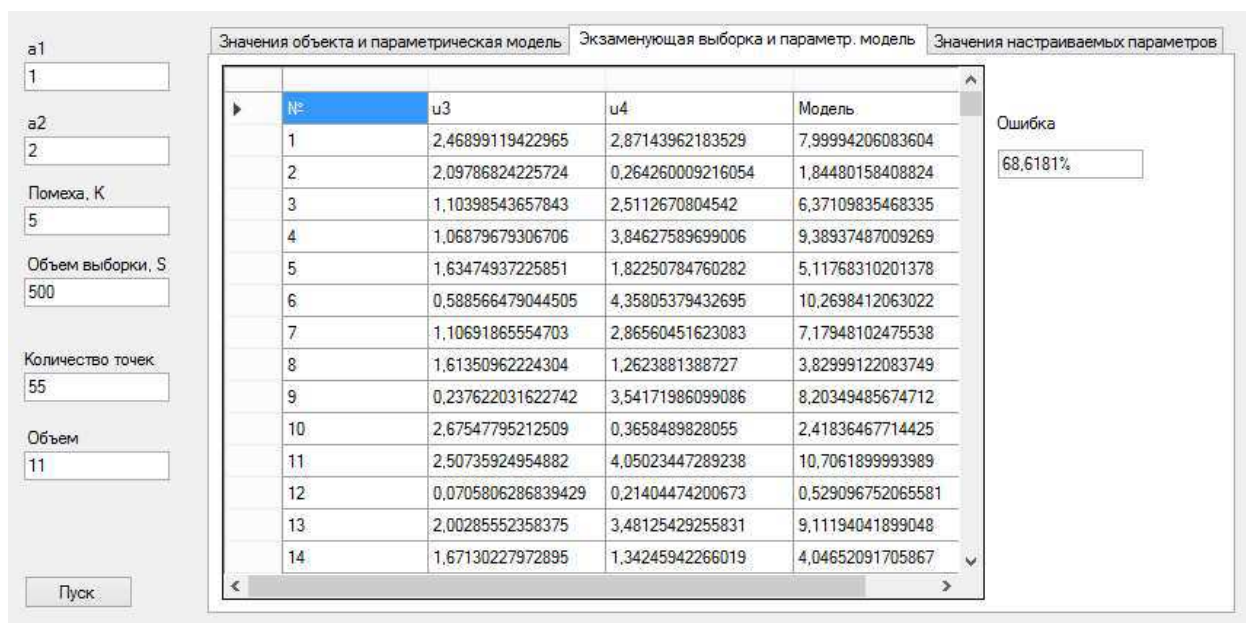 Значения объекта и параметрическая модель Экзаменующая выборка и параметр. модель Значения настраиваемых параметров
a1
1
a2
2
Помеха, K
5
Объем выборки, S
500
Количество точек
55
Объем
11
Пуск
№ u3 u4 Модель
1 2,46899119422965 2,87143962183529 7,99994206083604
2 2,09786824225724 0,264260009216054 1,84480158408824
3 1,10398543657843 2,5112670804542 6,37109835468335
4 1,06879679306706 3,84627589699006 9,38937487009269
5 1,63474937225851 1,82250784760282 5,11768310201378
6 0,588566479044505 4,35805379432695 10,2698412063022
7 1,10691865554703 2,86560451623083 7,17948102475538
8 1,61350962224304 1,2623881388727 3,82999122083749
9 0,237622031622742 3,54171986099086 8,20349485674712
10 2,67547795212509 0,3658489828055 2,41836467714425
11 2,50735924954882 4,05023447289238 10,7061899993989
12 0,0705806286839429 0,21404474200673 0,529096752065581
13 2,00285552358375 3,48125429255831 9,11194041899048
14 1,67130227972895 1,34245942266019 4,04652091705867
Ошибка
68,6181%